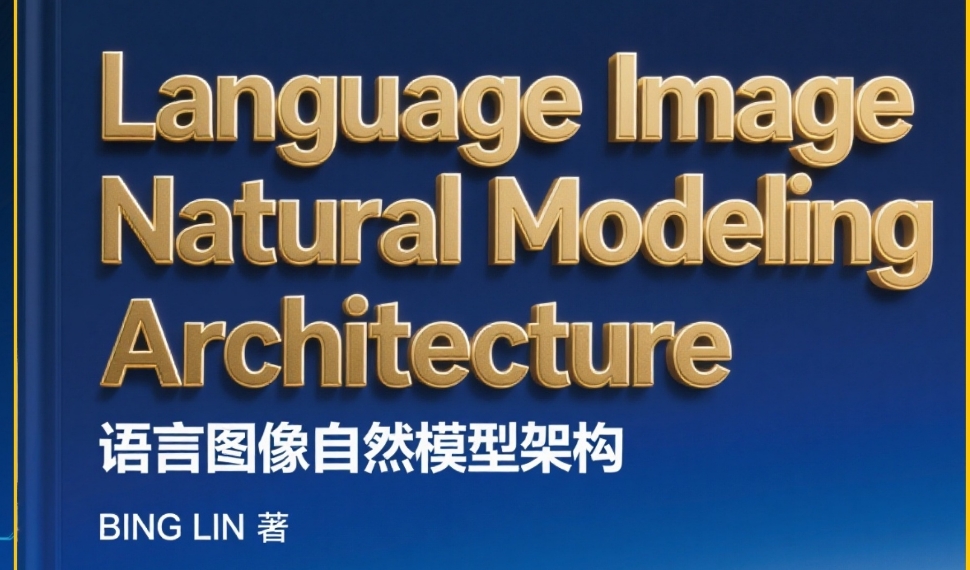 Language Image
Natural Modeling
Architecture
语言图像自然模型架构
BING LIN 著